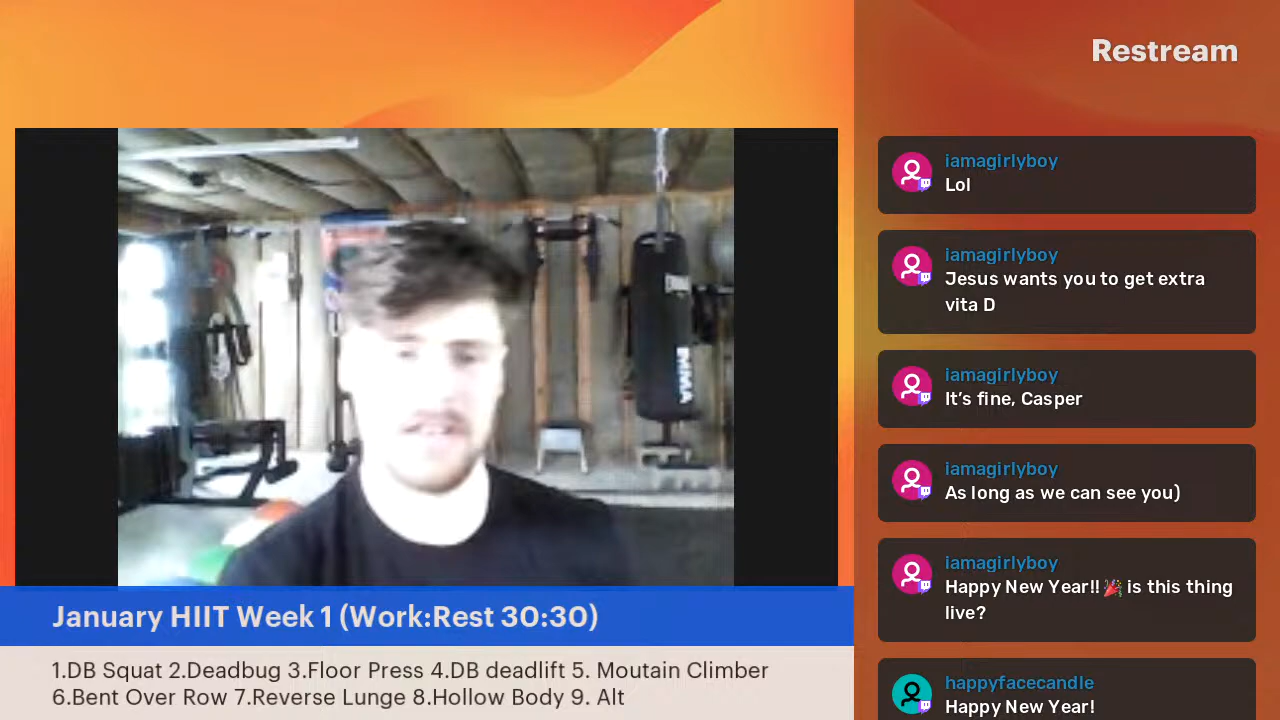 Restream
iamagirlyboy
Lol
iamagirlyboy
Jesus wants you to get extra
vita D
iamagirlyboy
It's fine, Casper
iamagirlyboy
As long as we can see you)
iamagirlyboy
Happy New Year!! 🎉 is this thing
live?
happyfacecandle
Happy New Year!
MMA
January HIIT Week 1 (Work:Rest 30:30)
1.DB Squat 2.Deadbug 3.Floor Press 4.DB deadlift 5. Moutain Climber
6.Bent Over Row 7.Reverse Lunge 8.Hollow Body 9. Alt